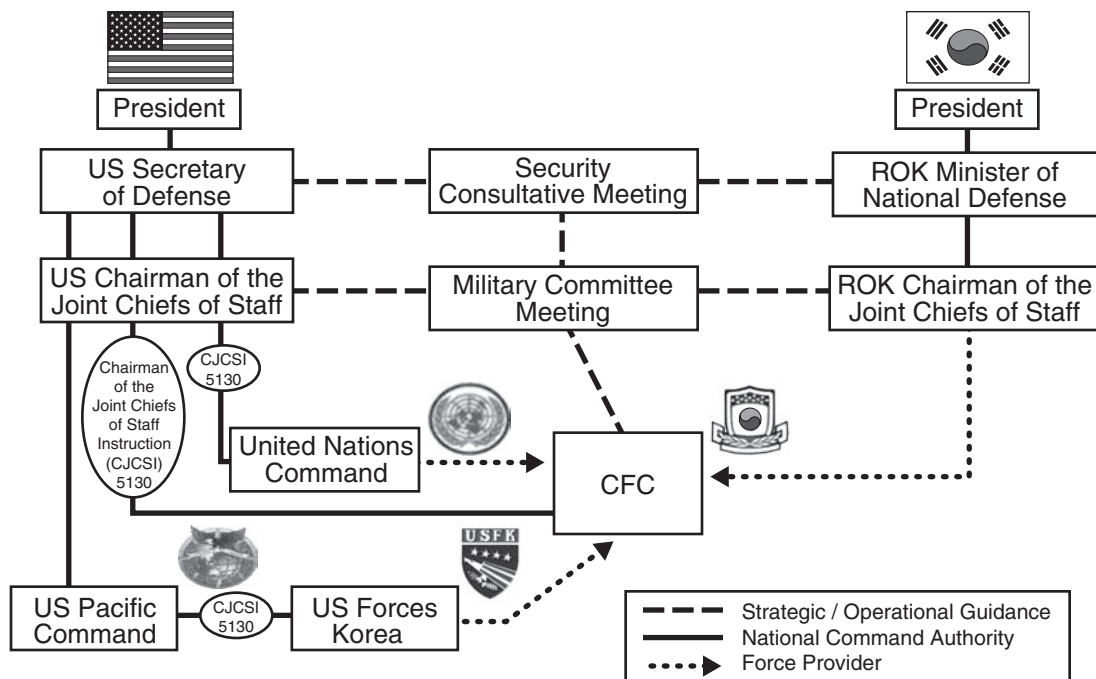 President
President
US Secretary
of Defense
Security
Consultative Meeting
ROK Minister of
National Defense
US Chairman of the
Joint Chiefs of Staff
Military Committee
Meeting
ROK Chairman of the
Joint Chiefs of Staff
Chairman
of the
Joint Chiefs
of Staff
Instruction
(CJCSI)
5130
CJCSI
5130
United Nations
Command
CFC
USFK
US Pacific
Command
CJCSI
5130
US Forces
Korea
Strategic / Operational Guidance
National Command Authority
Force Provider